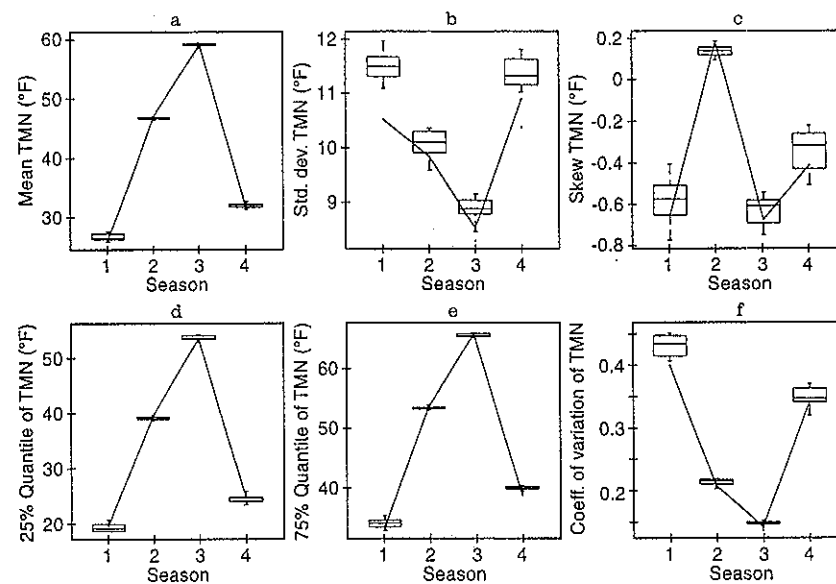 a
b
c
Mean TMN (°F)
60
50
40
30
1 2 3 4
Season
Std. dev. TMN (°F)
12
11
10
9
1 2 3 4
Season
Skew TMN (°F)
0.2
0
-0.2
-0.4
-0.6
-0.8
1 2 3 4
Season
d
e
f
25% Quantile of TMN (°F)
50
40
30
20
1 2 3 4
Season
75% Quantile of TMN (°F)
60
50
40
1 2 3 4
Season
Coeff. of variation of TMN
0.4
0.3
0.2
1 2 3 4
Season